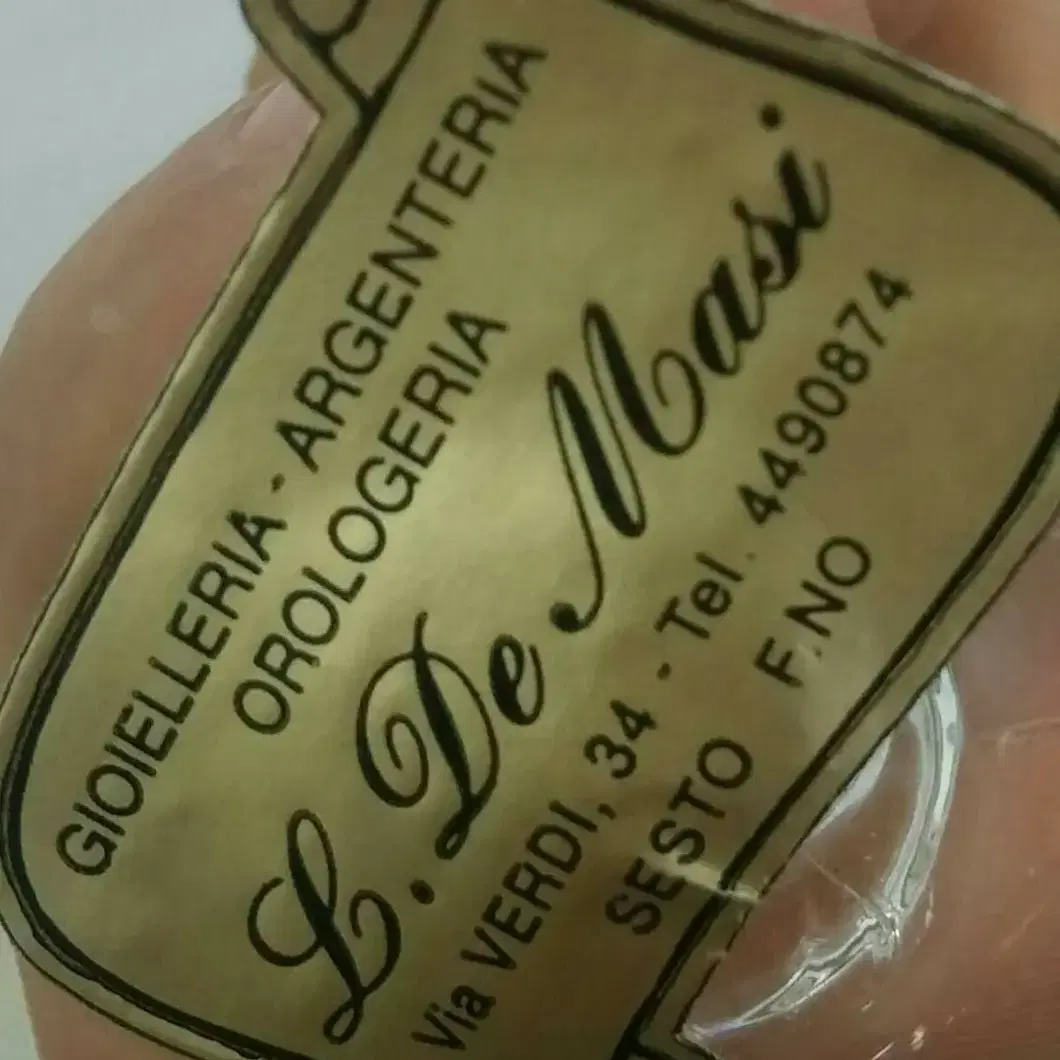 GIOIELLERIA - ARGENTERIA
OROLOGERIA
L. De Masi
Via VERDI, 34 - Tel. 4490874
SESTO F.NO